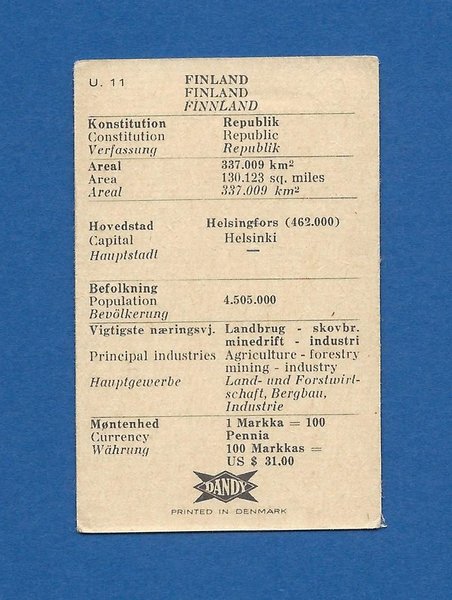 U. 11
FINLAND
FINLAND
FINNLAND
Konstitution Republik
Constitution Republic
Verfassung Republik
Areal 337.009 km²
Area 130.123 sq. miles
Areal 337.009 km²
Hovedstad Helsingfors (462.000)
Capital Helsinki
Hauptstadt —
Befolkning
Population 4.505.000
Bevölkerung
Vigtigste næringsvj. Landbrug - skovbr.
minedrift - industri
Principal industries Agriculture - forestry
mining - industry
Hauptgewerbe Land- und Forstwirt-
schaft, Bergbau,
Industrie
Møntenhed 1 Markka = 100
Currency Pennia
Währung 100 Markkas =
US $ 31.00
DANDY
PRINTED IN DENMARK